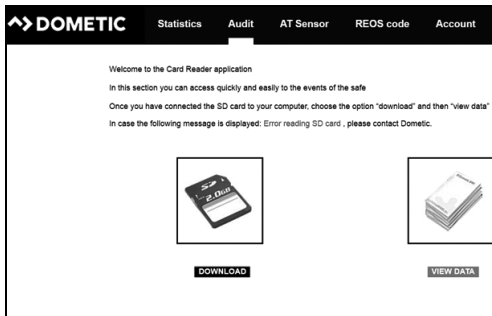 DOMETIC Statistics Audit AT Sensor REOS code Account
Welcome to the Card Reader application
In this section you can access quickly and easily to the events of the safe
Once you have connected the SD card to your computer, choose the option "download" and then "view data"
In case the following message is displayed: Error reading SD card , please contact Dometic.
SD
2.0GB
DOWNLOAD VIEW DATA